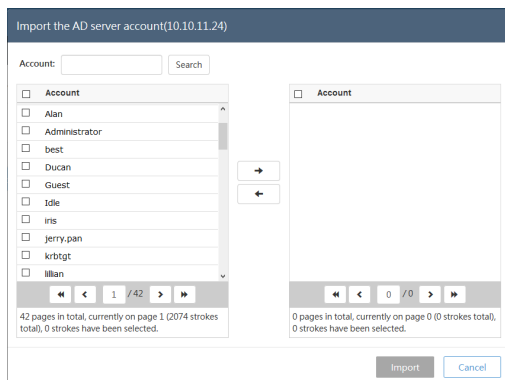 Import the AD server account(10.10.11.24)
Account:
Search
Account
Alan
Administrator
best
Ducan
Guest
Idle
iris
jerry.pan
krbtgt
lillian
1 /42
42 pages in total, currently on page 1 (2074 strokes
total), 0 strokes have been selected.
Account
0 /0
0 pages in total, currently on page 0 (0 strokes total),
0 strokes have been selected.
Import
Cancel